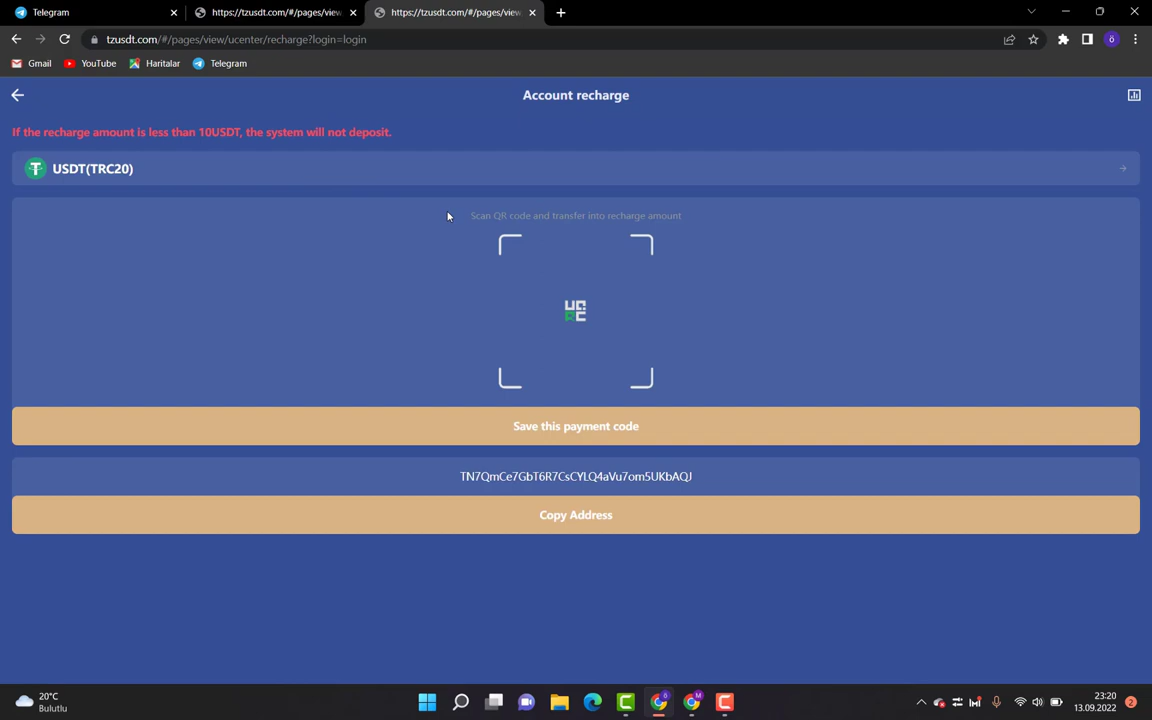 Telegram
https://tzusdt.com/#/pages/view
https://tzusdt.com/#/pages/view
tzusdt.com/#/pages/view/ucenter/recharge?login=login
ö
Gmail
YouTube
Haritalar
Telegram
Account recharge
If the recharge amount is less than 10USDT, the system will not deposit.
USDT(TRC20)
Scan QR code and transfer into recharge amount
Save this payment code
TN7QmCe7GbT6R7CsCYLQ4aVu7om5UKbAQJ
Copy Address
20°C
Bulutlu
23:20
13.09.2022
2